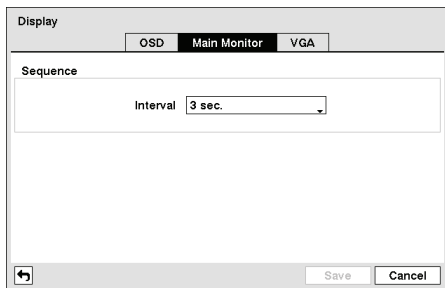 Display
OSD Main Monitor VGA
Sequence
Interval 3 sec.
Save Cancel